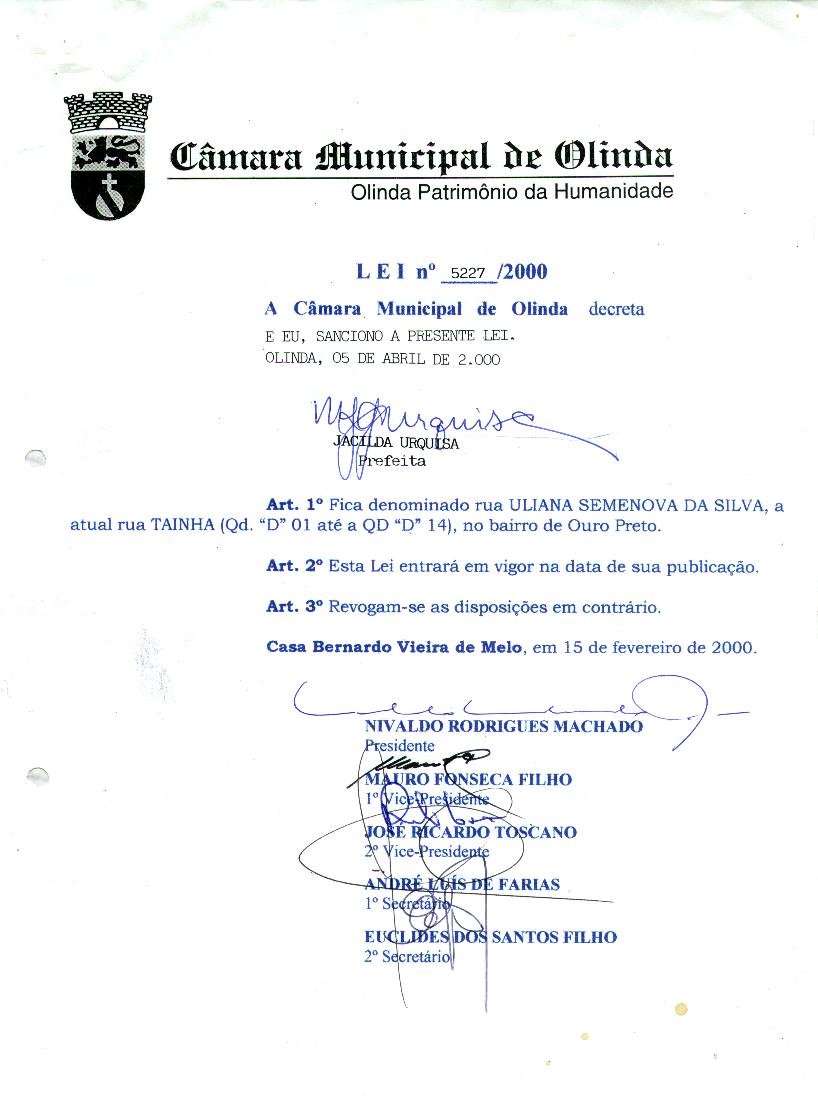 Câmara Municipal de Olinda
Olinda Patrimônio da Humanidade
L E I nº 5227 /2000
A Câmara Municipal de Olinda decreta
E EU, SANCIONO A PRESENTE LEI.
OLINDA, 05 DE ABRIL DE 2.000
JACILDA URQUISA
Prefeita
Art. 1º Fica denominado rua ULIANA SEMENOVA DA SILVA, a
atual rua TAINHA (Qd. “D” 01 até a QD “D” 14), no bairro de Ouro Preto.
Art. 2º Esta Lei entrará em vigor na data de sua publicação.
Art. 3º Revogam-se as disposições em contrário.
Casa Bernardo Vieira de Melo, em 15 de fevereiro de 2000.
NIVALDO RODRIGUES MACHADO
Presidente
MAURO FONSECA FILHO
1º Vice-Presidente
JOSÉ RICARDO TOSCANO
2º Vice-Presidente
ANDRÉ LUÍS DE FARIAS
1º Secretário
EUCLIDES DOS SANTOS FILHO
2º Secretário